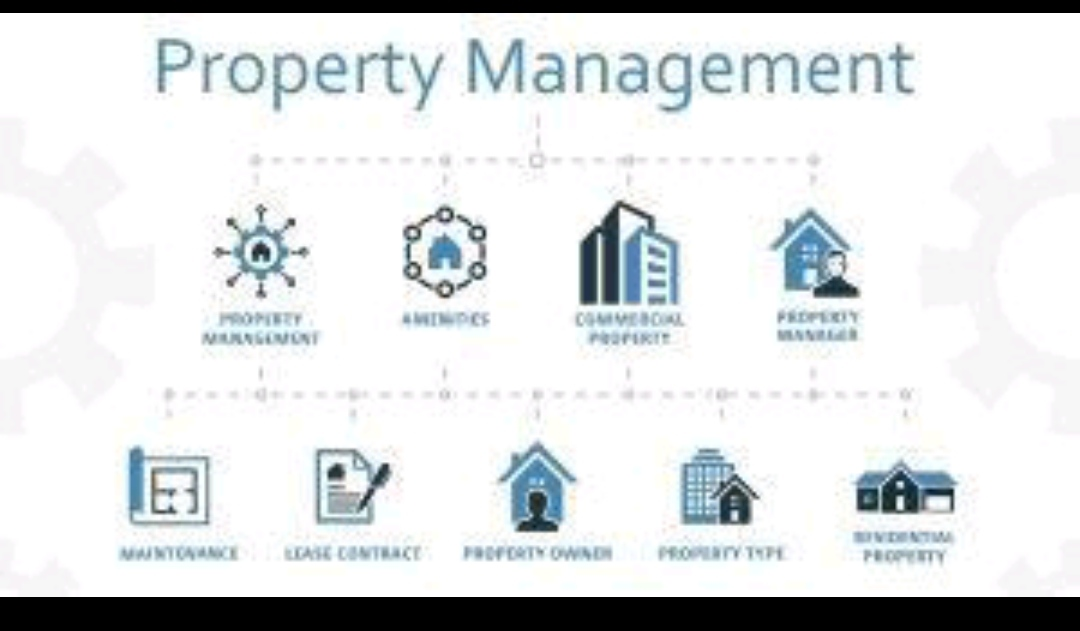 Property Management
PROPERTY
MANAGEMENT
AMENITIES
COMMERCIAL
PROPERTY
PROPERTY
MANAGER
MAINTENANCE
LEASE CONTRACT
PROPERTY OWNER
PROPERTY TYPE
RESIDENTIAL
PROPERTY